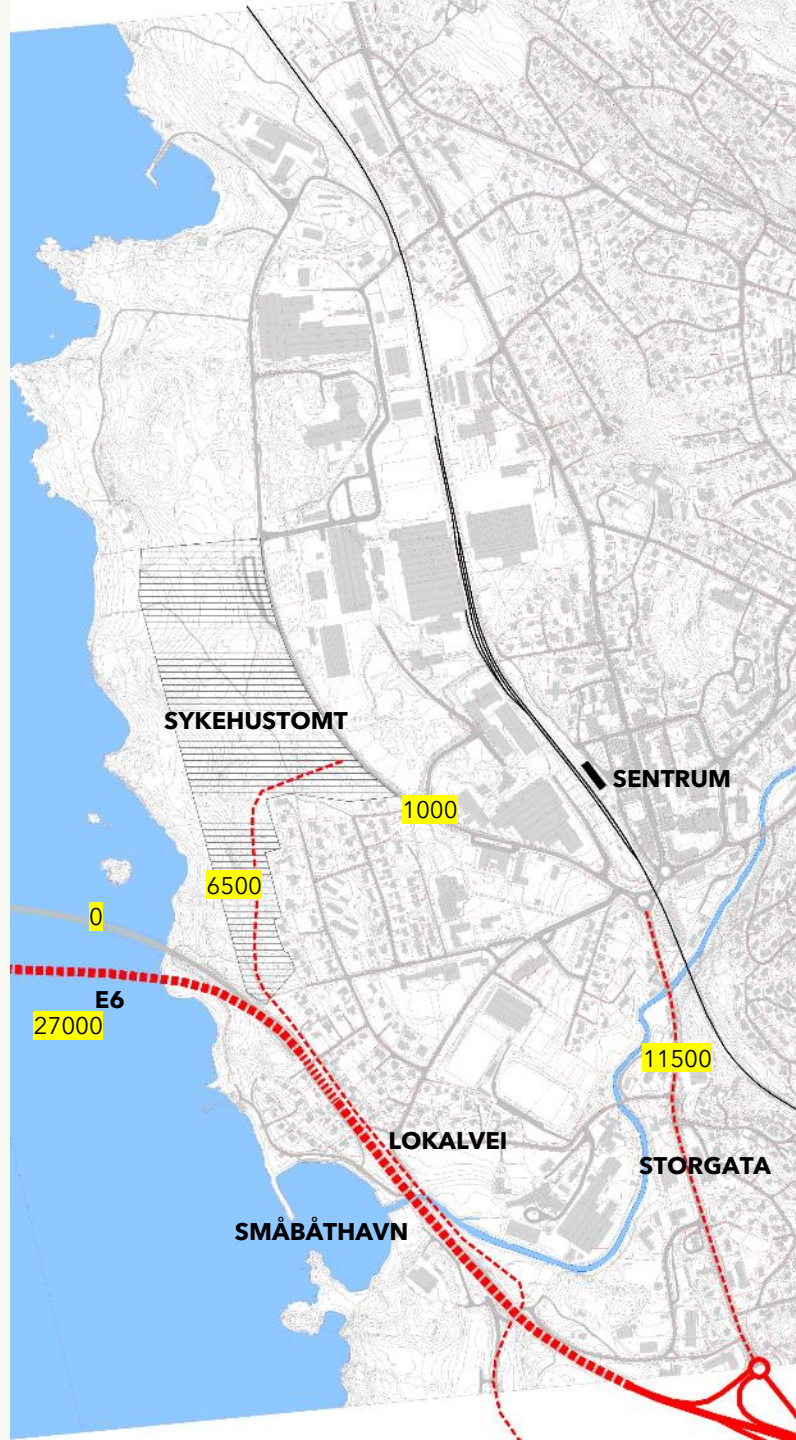 SYKEHUSTOMT
SENTRUM
1000
6500
0
E6
27000
11500
LOKALVEI
STORGATA
SMÅBÅTHAVN